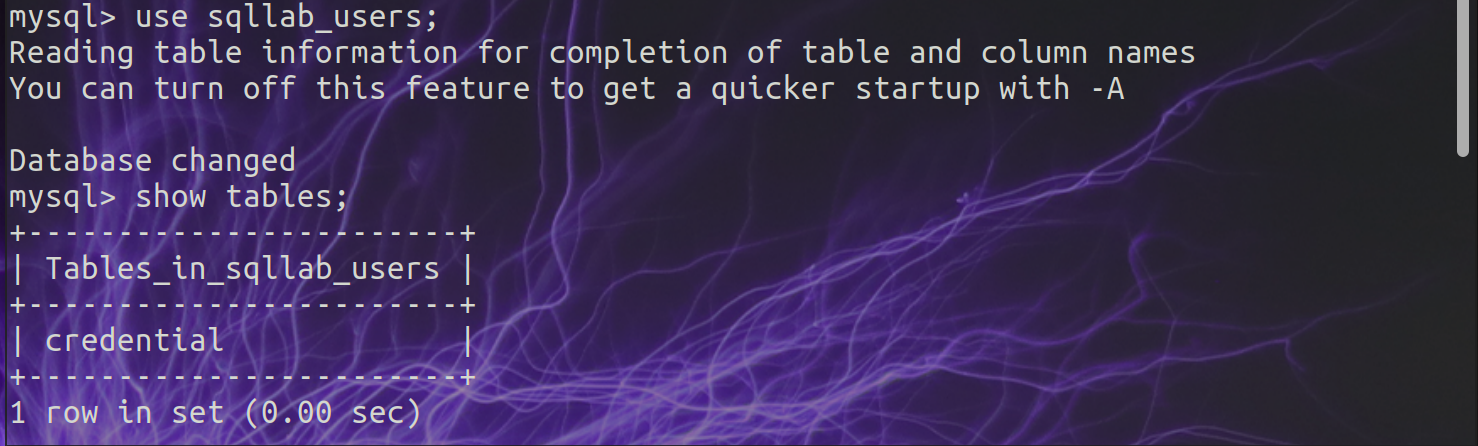 mysql> use sqllab_users;
Reading table information for completion of table and column names
You can turn off this feature to get a quicker startup with -A

Database changed
mysql> show tables;
+------------------------+
| Tables_in_sqllab_users |
+------------------------+
| credential             |
+------------------------+
1 row in set (0.00 sec)